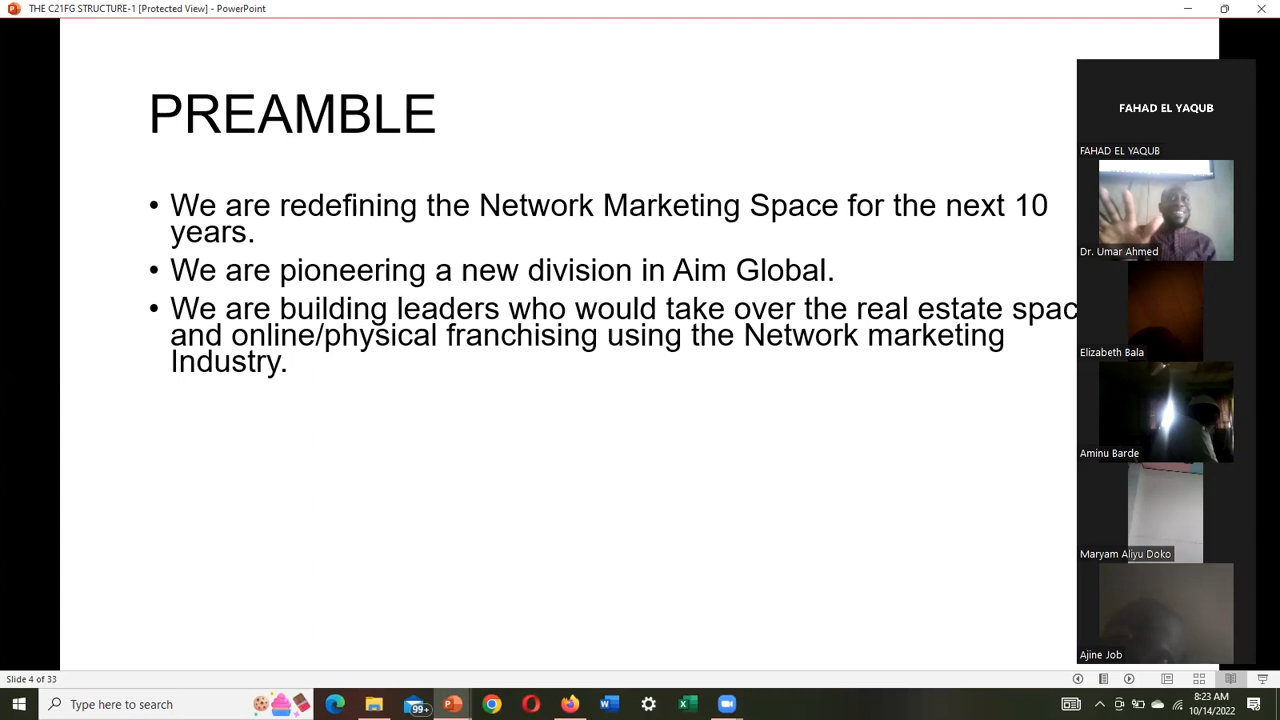 THE C21FG STRUCTURE-1 [Protected View] - PowerPoint
PREAMBLE
• We are redefining the Network Marketing Space for the next 10
years.
• We are pioneering a new division in Aim Global.
• We are building leaders who would take over the real estate spac
and online/physical franchising using the Network marketing
Industry.
FAHAD EL YAQUB
FAHAD EL YAQUB
Dr. Umar Ahmed
Elizabeth Bala
Aminu Barde
Maryam Aliyu Doko
Ajine Job
Slide 4 of 33
Type here to search
99+
8:23 AM
10/14/2022